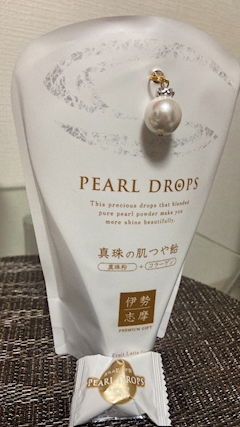 PEARL DROPS
This precious drops that blended
pure pearl powder make you
more shine beautifully.
真珠の肌つや飴
真珠粉 + コラーゲン
伊勢
志摩
PREMIUM GIFT
PEARL DROPS